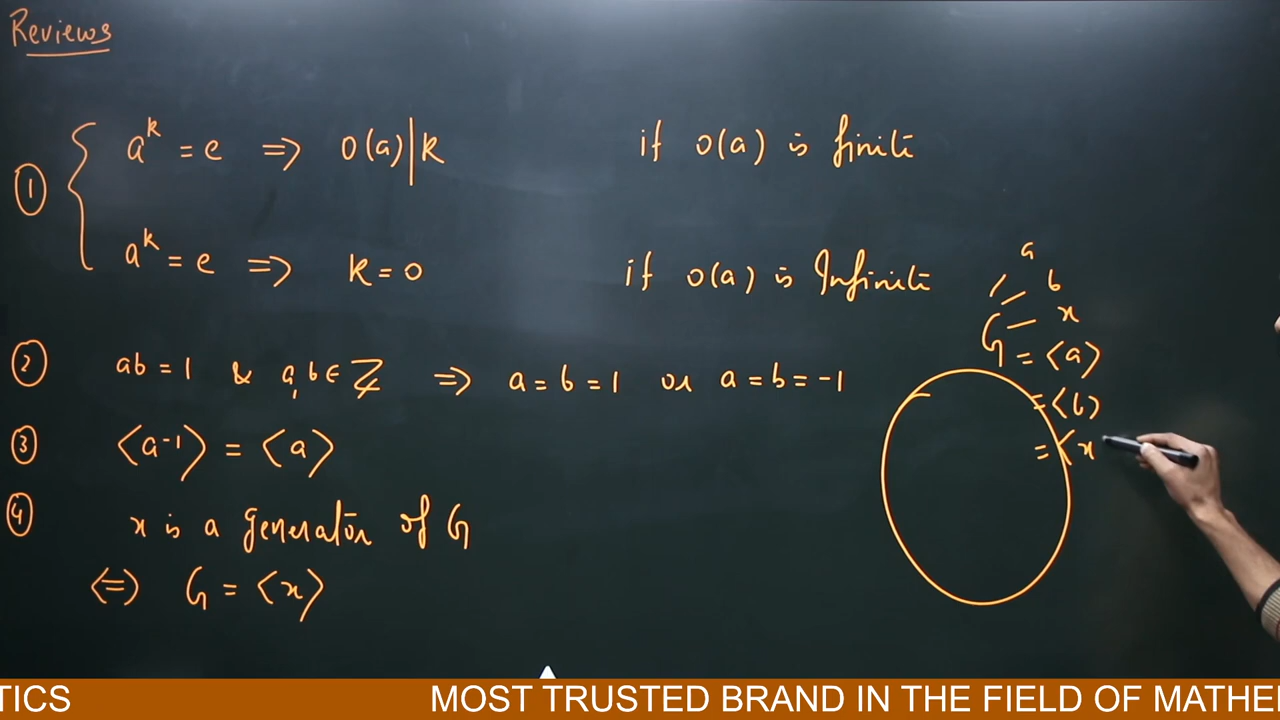 Reviews
① { a^k = e ⇒ o(a)|k if o(a) is finite
a^k = e ⇒ k = 0 if o(a) is Infinite
② ab = 1 & a, b ∈ ℤ ⇒ a = b = 1 or a = b = -1
③ ⟨a^-1⟩ = ⟨a⟩
④ x is a generator of G
⇔ G = ⟨x⟩
a
b
x
G = ⟨a⟩
= ⟨b⟩
= ⟨x
TICS MOST TRUSTED BRAND IN THE FIELD OF MATHE